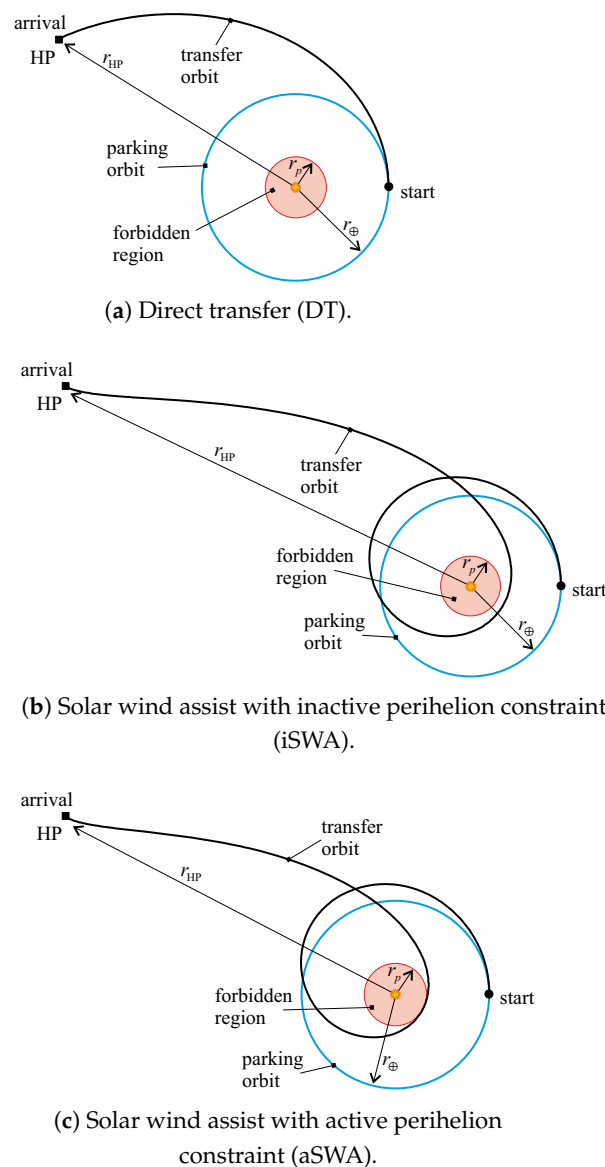 arrival
HP
r_HP
transfer
orbit
parking
orbit
r_p
start
forbidden
region
r_⊕
(a) Direct transfer (DT).
arrival
HP
r_HP
transfer
orbit
forbidden
region
r_p
start
parking
orbit
r_⊕
(b) Solar wind assist with inactive perihelion constraint
(iSWA).
arrival
HP
transfer
orbit
r_HP
r_p
forbidden
region
start
parking
orbit
r_⊕
(c) Solar wind assist with active perihelion
constraint (aSWA).